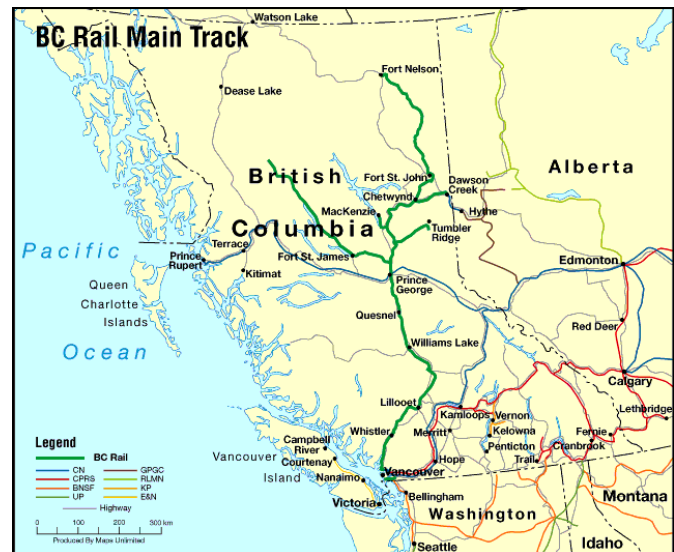 BC Rail Main Track
Watson Lake
Fort Nelson
Dease Lake
British
Fort St. John
Alberta
Chetwynd
Dawson
Creek
MacKenzie
Hythe
Columbia
Tumbler
Ridge
Pacific
Terrace
Prince
Rupert
Fort St. James
Edmonton
Kitimat
Prince
George
Queen
Charlotte
Islands
Quesnel
Red Deer
Ocean
Williams Lake
Calgary
Lillooet
Kamloops
Vernon
Lethbridge
Legend
Whistler
Merritt
Kelowna
Fernie
BC Rail
Campbell
River
Penticton
Cranbrook
Vancouver
Island
Courtenay
Hope
Trail
CN
GPGC
CPRS
RLMN
BNSF
KP
UP
E&N
Highway
Nanaimo
Vancouver
Victoria
Bellingham
Montana
Washington
0 100 200 300 km
Produced By Maps Unlimited
Seattle
Idaho